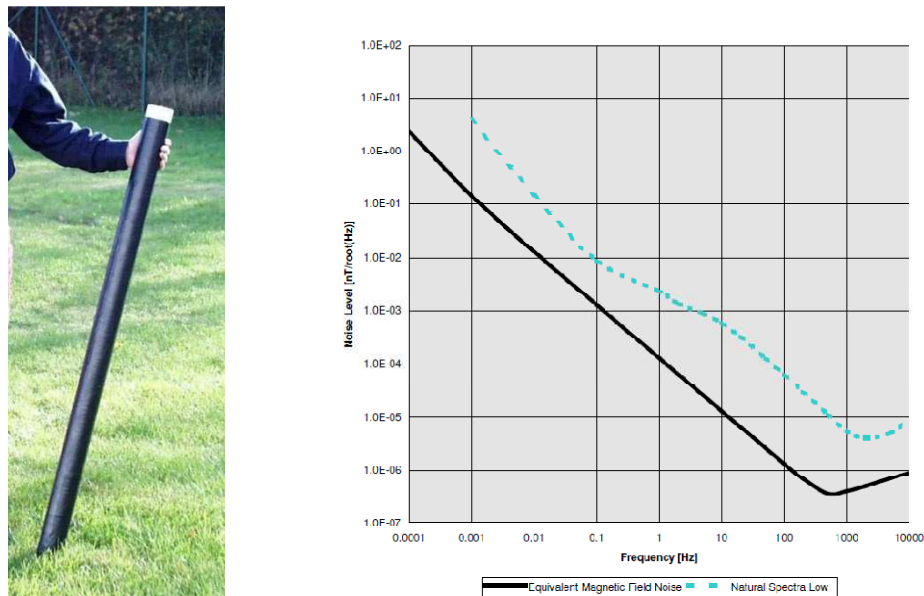 1.0E+02
1.0E+01
1.0E+00
1.0E-01
1.0E-02
1.0E-03
1.0E-04
1.0E-05
1.0E-06
1.0E-07
Noise Level [nT/root(Hz)]
0.0001 0.001 0.01 0.1 1 10 100 1000 10000
Frequency [Hz]
Equivalent Magnetic Field Noise Natural Spectra Low